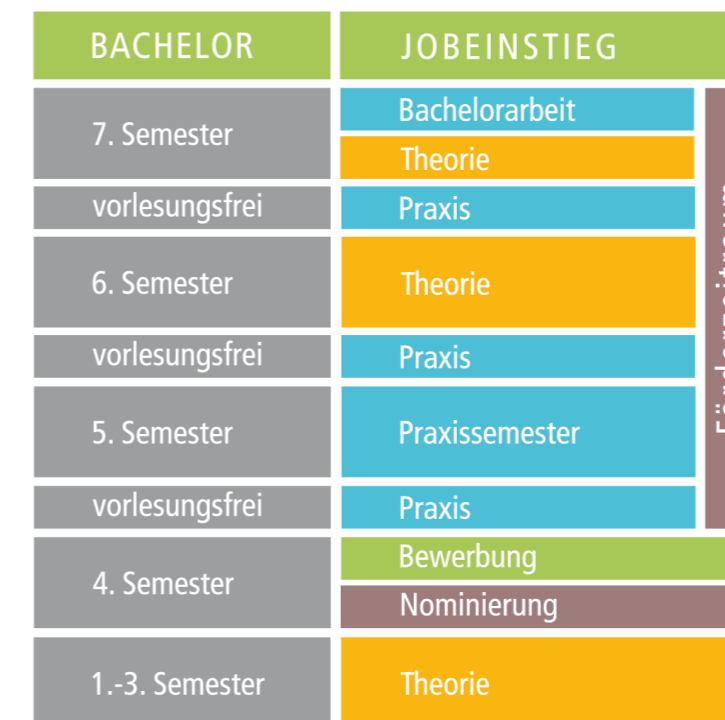 BACHELOR JOBEINSTIEG
7. Semester
Bachelorarbeit
Theorie
vorlesungsfrei Praxis
6. Semester Theorie
vorlesungsfrei Praxis
5. Semester Praxissemester
vorlesungsfrei Praxis
4. Semester
Bewerbung
Nominierung
1.-3. Semester Theorie